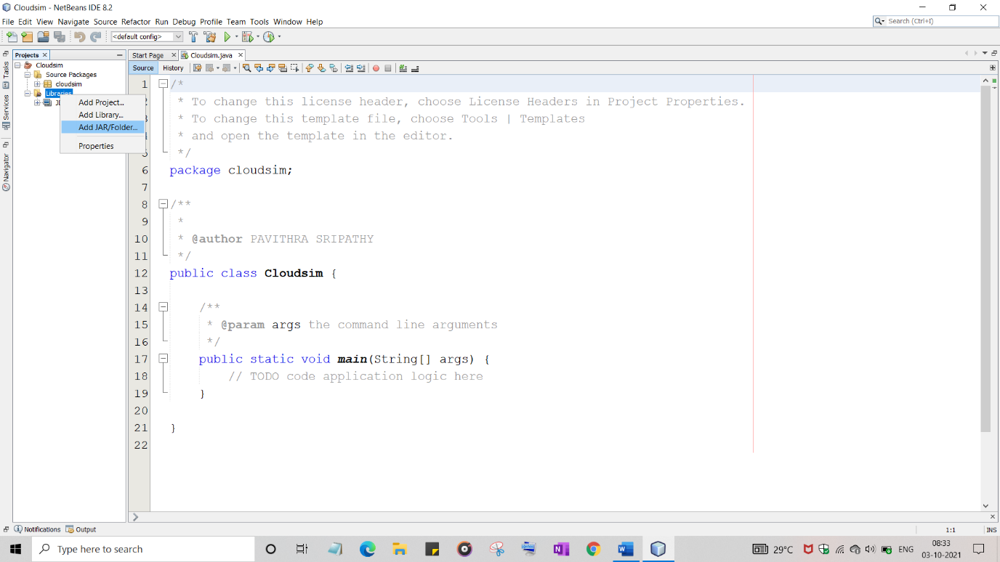 Cloudsim - NetBeans IDE 8.2
File Edit View Navigate Source Refactor Run Debug Profile Team Tools Window Help
Search (Ctrl+I)
<default config>
Projects
Start Page
Cloudsim.java
Source History
Tasks
Services
Navigator
Cloudsim
Source Packages
cloudsim
Libraries
Add Project...
Add Library...
Add JAR/Folder...
Properties
1 /*
* To change this license header, choose License Headers in Project Properties.
* To change this template file, choose Tools | Templates
* and open the template in the editor.
*/
6 package cloudsim;
7
8 /**
9 *
10 * @author PAVITHRA SRIPATHY
11 */
12 public class Cloudsim {
13
14 /**
15 * @param args the command line arguments
16 */
17 public static void main(String[] args) {
18 // TODO code application logic here
19 }
20
21 }
22
Notifications Output
1:1 INS
Type here to search
29°C
ENG
08:33
03-10-2021